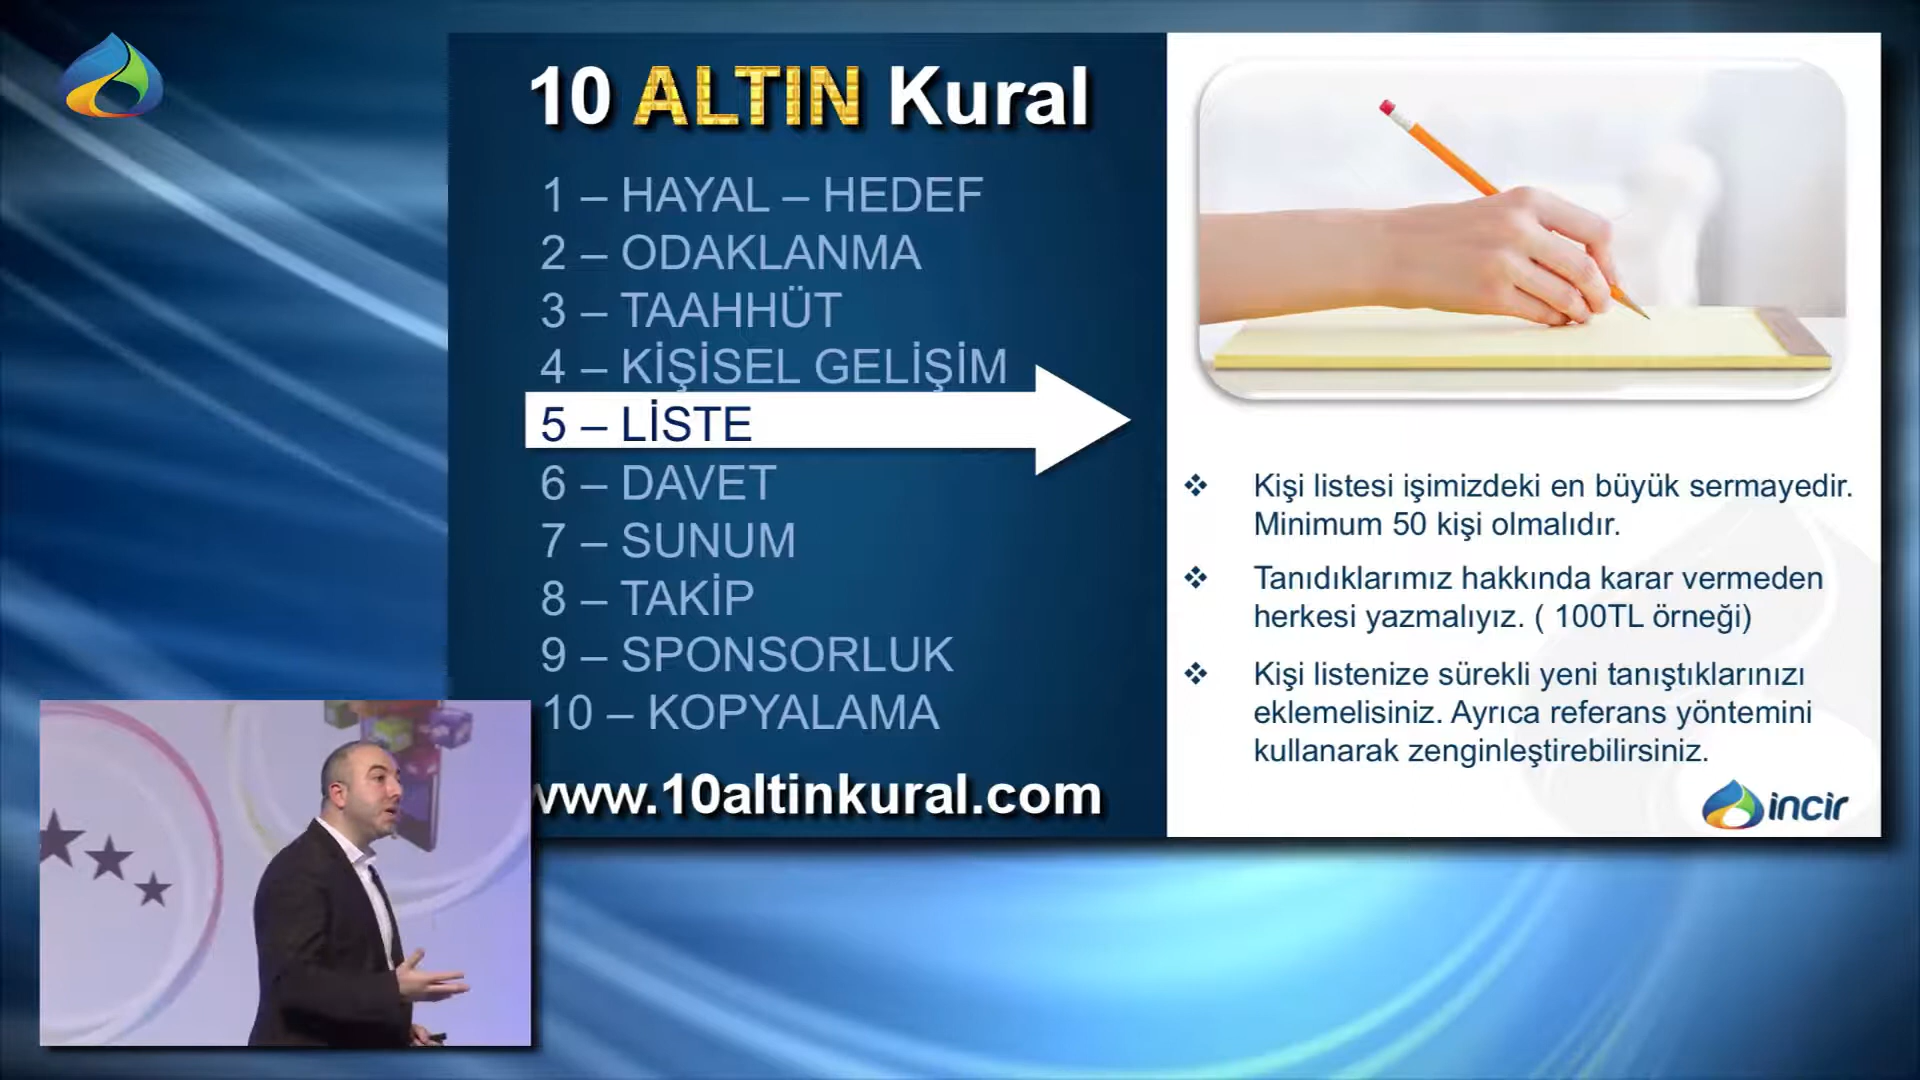 10 ALTIN Kural
1 – HAYAL – HEDEF
2 – ODAKLANMA
3 – TAAHHÜT
4 – KİŞİSEL GELİŞİM
5 – LİSTE
6 – DAVET
7 – SUNUM
8 – TAKİP
9 – SPONSORLUK
10 – KOPYALAMA
www.10altinkural.com
❖ Kişi listesi işimizdeki en büyük sermayedir.
Minimum 50 kişi olmalıdır.
❖ Tanıdıklarımız hakkında karar vermeden
herkesi yazmalıyız. ( 100TL örneği)
❖ Kişi listenize sürekli yeni tanıştıklarınızı
eklemelisiniz. Ayrıca referans yöntemini
kullanarak zenginleştirebilirsiniz.
incir